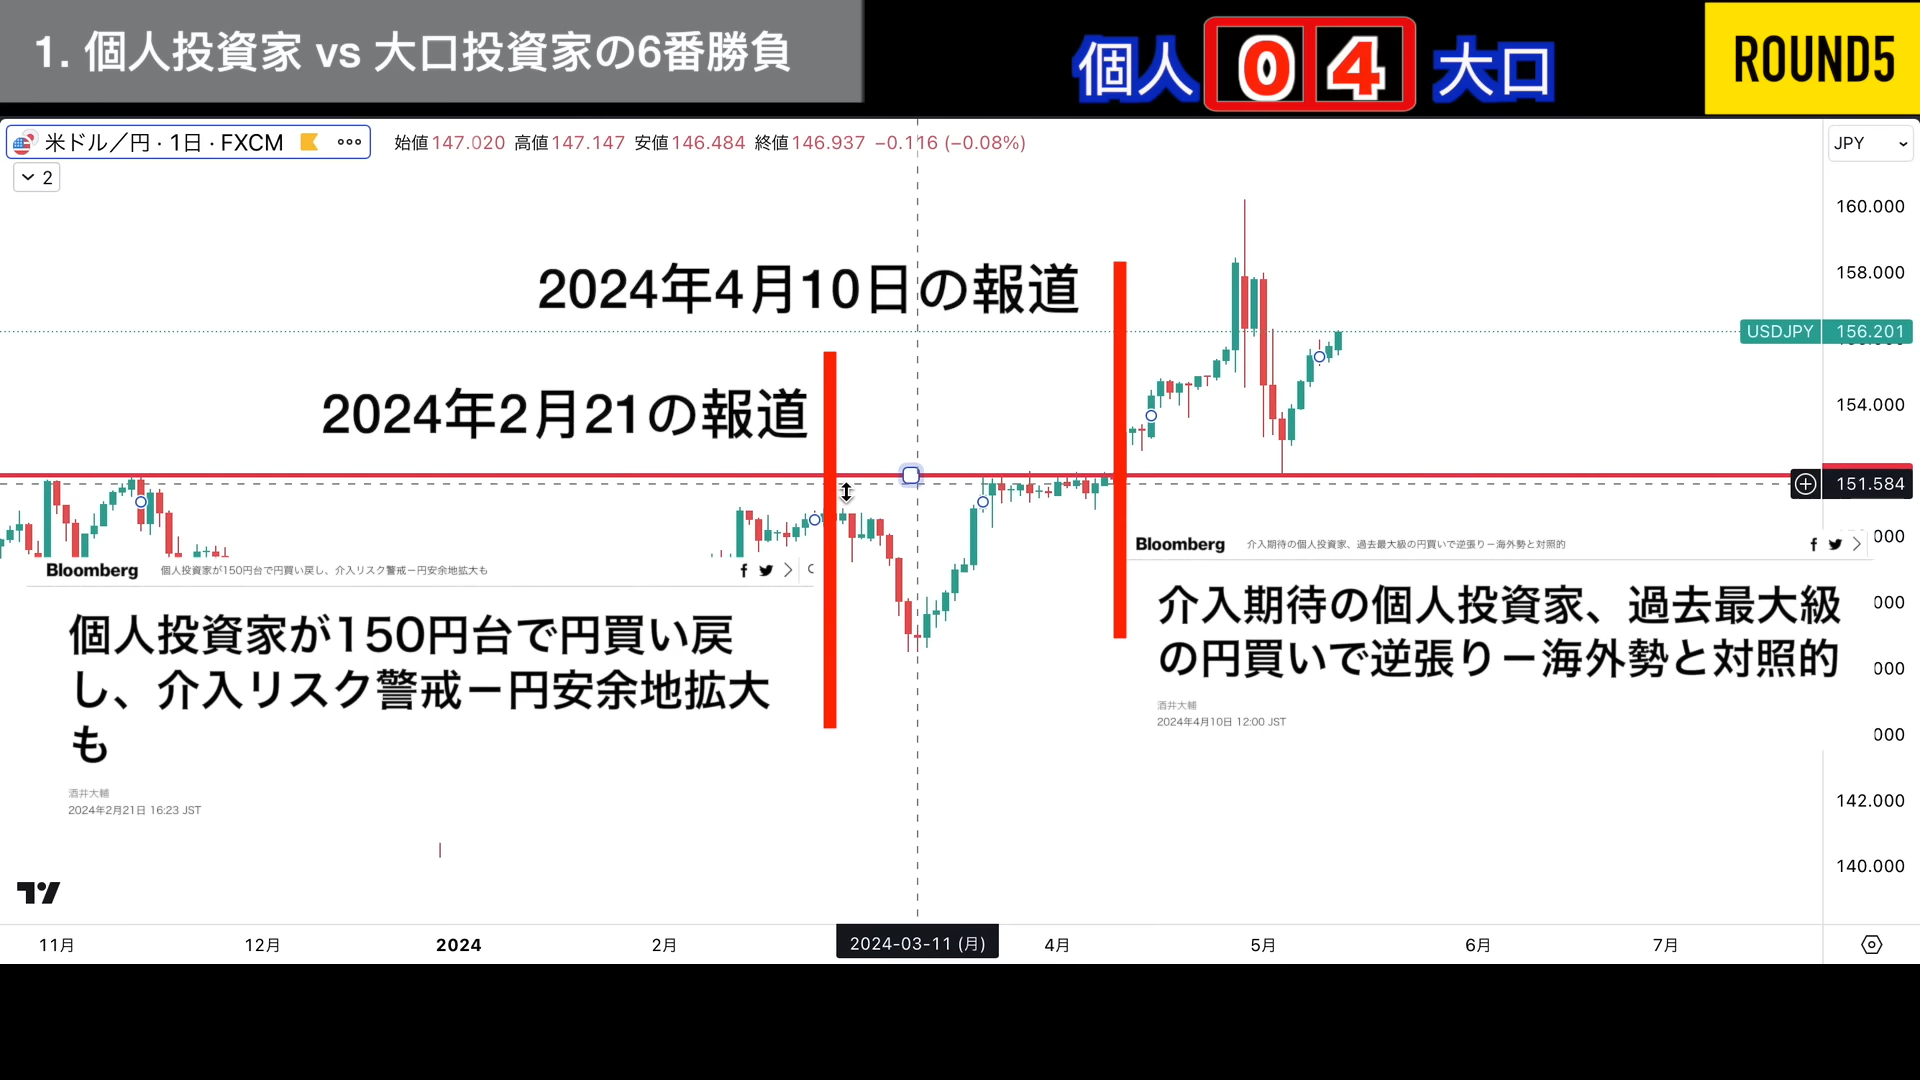 1. 個人投資家 vs 大口投資家の6番勝負
個人 0 4 大口
ROUND5
米ドル／円 · 1日 · FXCM
始値147.020 高値147.147 安値146.484 終値146.937 −0.116 (−0.08%)
JPY
2
160.000
158.000
USDJPY 156.201
154.000
151.584
000
000
000
000
142.000
140.000
2024年4月10日の報道
2024年2月21の報道
Bloomberg 個人投資家が150円台で円買い戻し、介入リスク警戒－円安余地拡大も
個人投資家が150円台で円買い戻
し、介入リスク警戒－円安余地拡大
も
酒井大輔
2024年2月21日 16:23 JST
Bloomberg 介入期待の個人投資家、過去最大級の円買いで逆張り－海外勢と対照的
介入期待の個人投資家、過去最大級
の円買いで逆張り－海外勢と対照的
酒井大輔
2024年4月10日 12:00 JST
11月 12月 2024 2月 2024-03-11 (月) 4月 5月 6月 7月